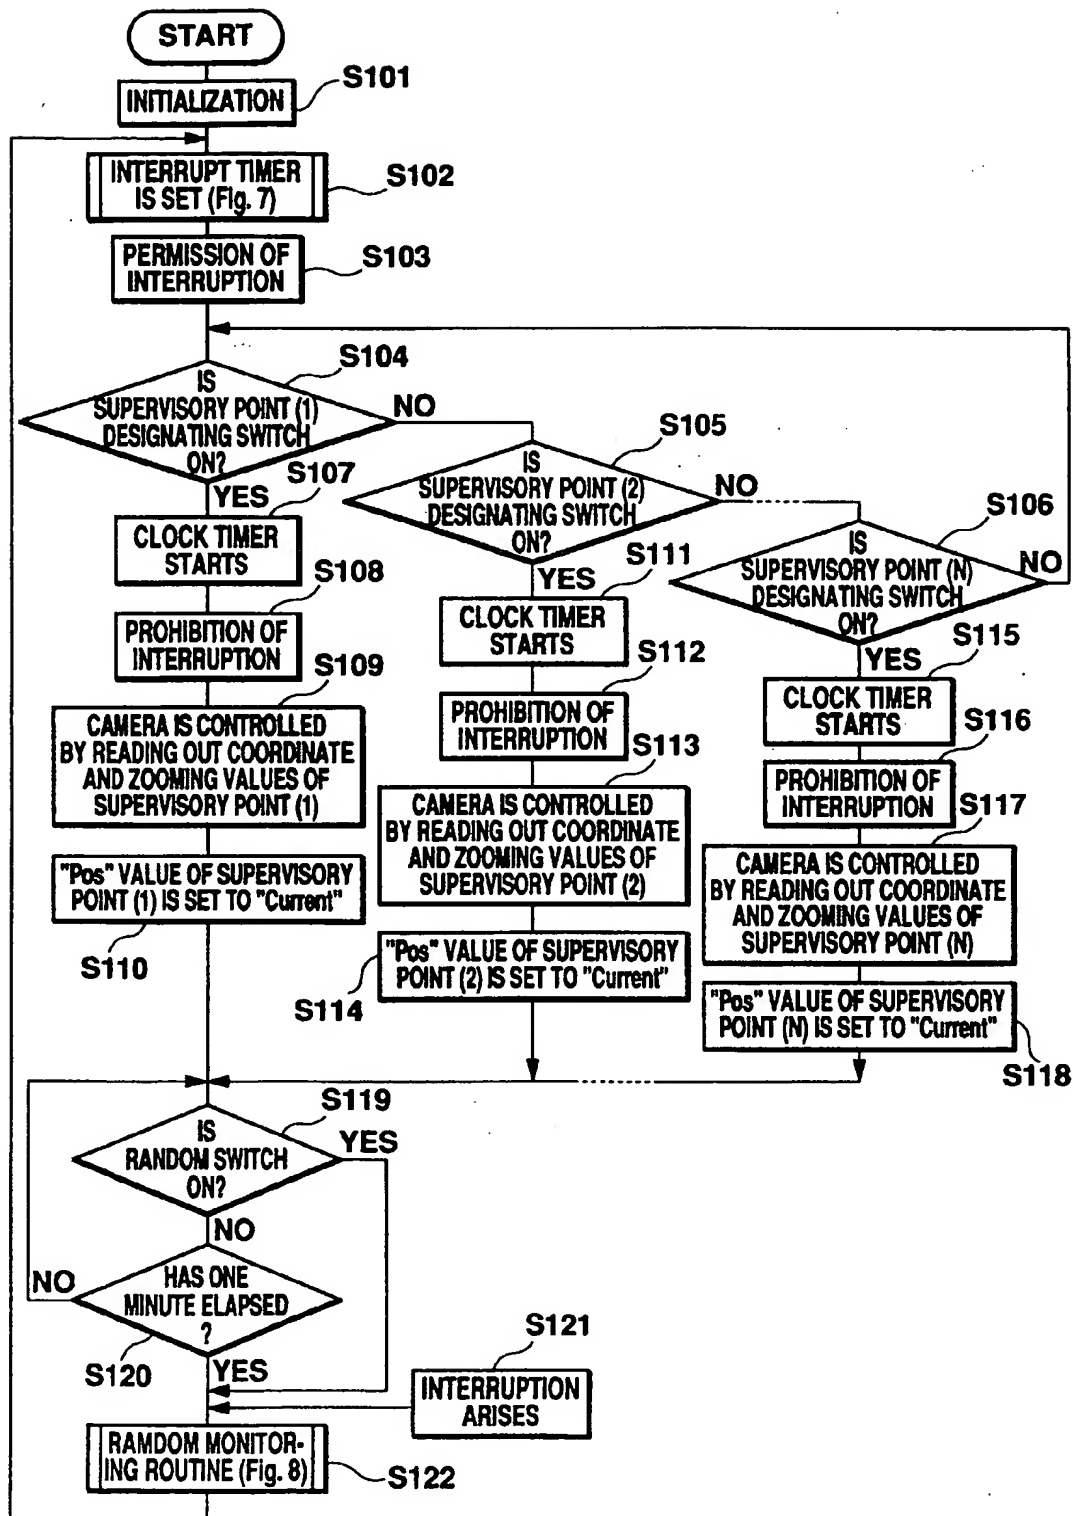 START
S101
INITIALIZATION
INTERRUPT TIMER
IS SET (Fig. 7)
S102
PERMISSION OF
INTERRUPTION
S103
S104
IS
SUPERVISORY POINT (1)
DESIGNATING SWITCH
ON?
NO
YES
S105
IS
SUPERVISORY POINT (2)
DESIGNATING SWITCH
ON?
NO
YES
S106
IS
SUPERVISORY POINT (N)
DESIGNATING SWITCH
ON?
NO
YES
S107
CLOCK TIMER
STARTS
S108
PROHIBITION OF
INTERRUPTION
S109
CAMERA IS CONTROLLED
BY READING OUT COORDINATE
AND ZOOMING VALUES OF
SUPERVISORY POINT (1)
"Pos" VALUE OF SUPERVISORY
POINT (1) IS SET TO "Current"
S110
S111
CLOCK TIMER
STARTS
S112
PROHIBITION OF
INTERRUPTION
S113
CAMERA IS CONTROLLED
BY READING OUT COORDINATE
AND ZOOMING VALUES OF
SUPERVISORY POINT (2)
"Pos" VALUE OF SUPERVISORY
POINT (2) IS SET TO "Current"
S114
S115
CLOCK TIMER
STARTS
S116
PROHIBITION OF
INTERRUPTION
S117
CAMERA IS CONTROLLED
BY READING OUT COORDINATE
AND ZOOMING VALUES OF
SUPERVISORY POINT (N)
"Pos" VALUE OF SUPERVISORY
POINT (N) IS SET TO "Current"
S118
S119
IS
RANDOM SWITCH
ON?
YES
NO
HAS ONE
MINUTE ELAPSED
?
NO
S120
YES
S121
INTERRUPTION
ARISES
RAMDOM MONITOR-
ING ROUTINE (Fig. 8)
S122